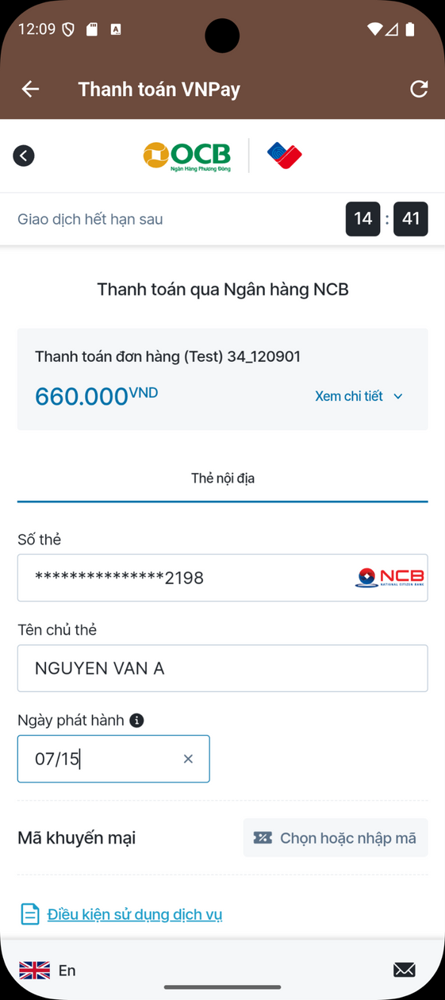 12:09
Thanh toán VNPay
OCB
Ngân Hàng Phương Đông
Giao dịch hết hạn sau
14 : 41
Thanh toán qua Ngân hàng NCB
Thanh toán đơn hàng (Test) 34_120901
660.000VND
Xem chi tiết
Thẻ nội địa
Số thẻ
***************2198
NCB
NATIONAL CITIZEN BANK
Tên chủ thẻ
NGUYEN VAN A
Ngày phát hành
07/15
Mã khuyến mại
Chọn hoặc nhập mã
Điều kiện sử dụng dịch vụ
En